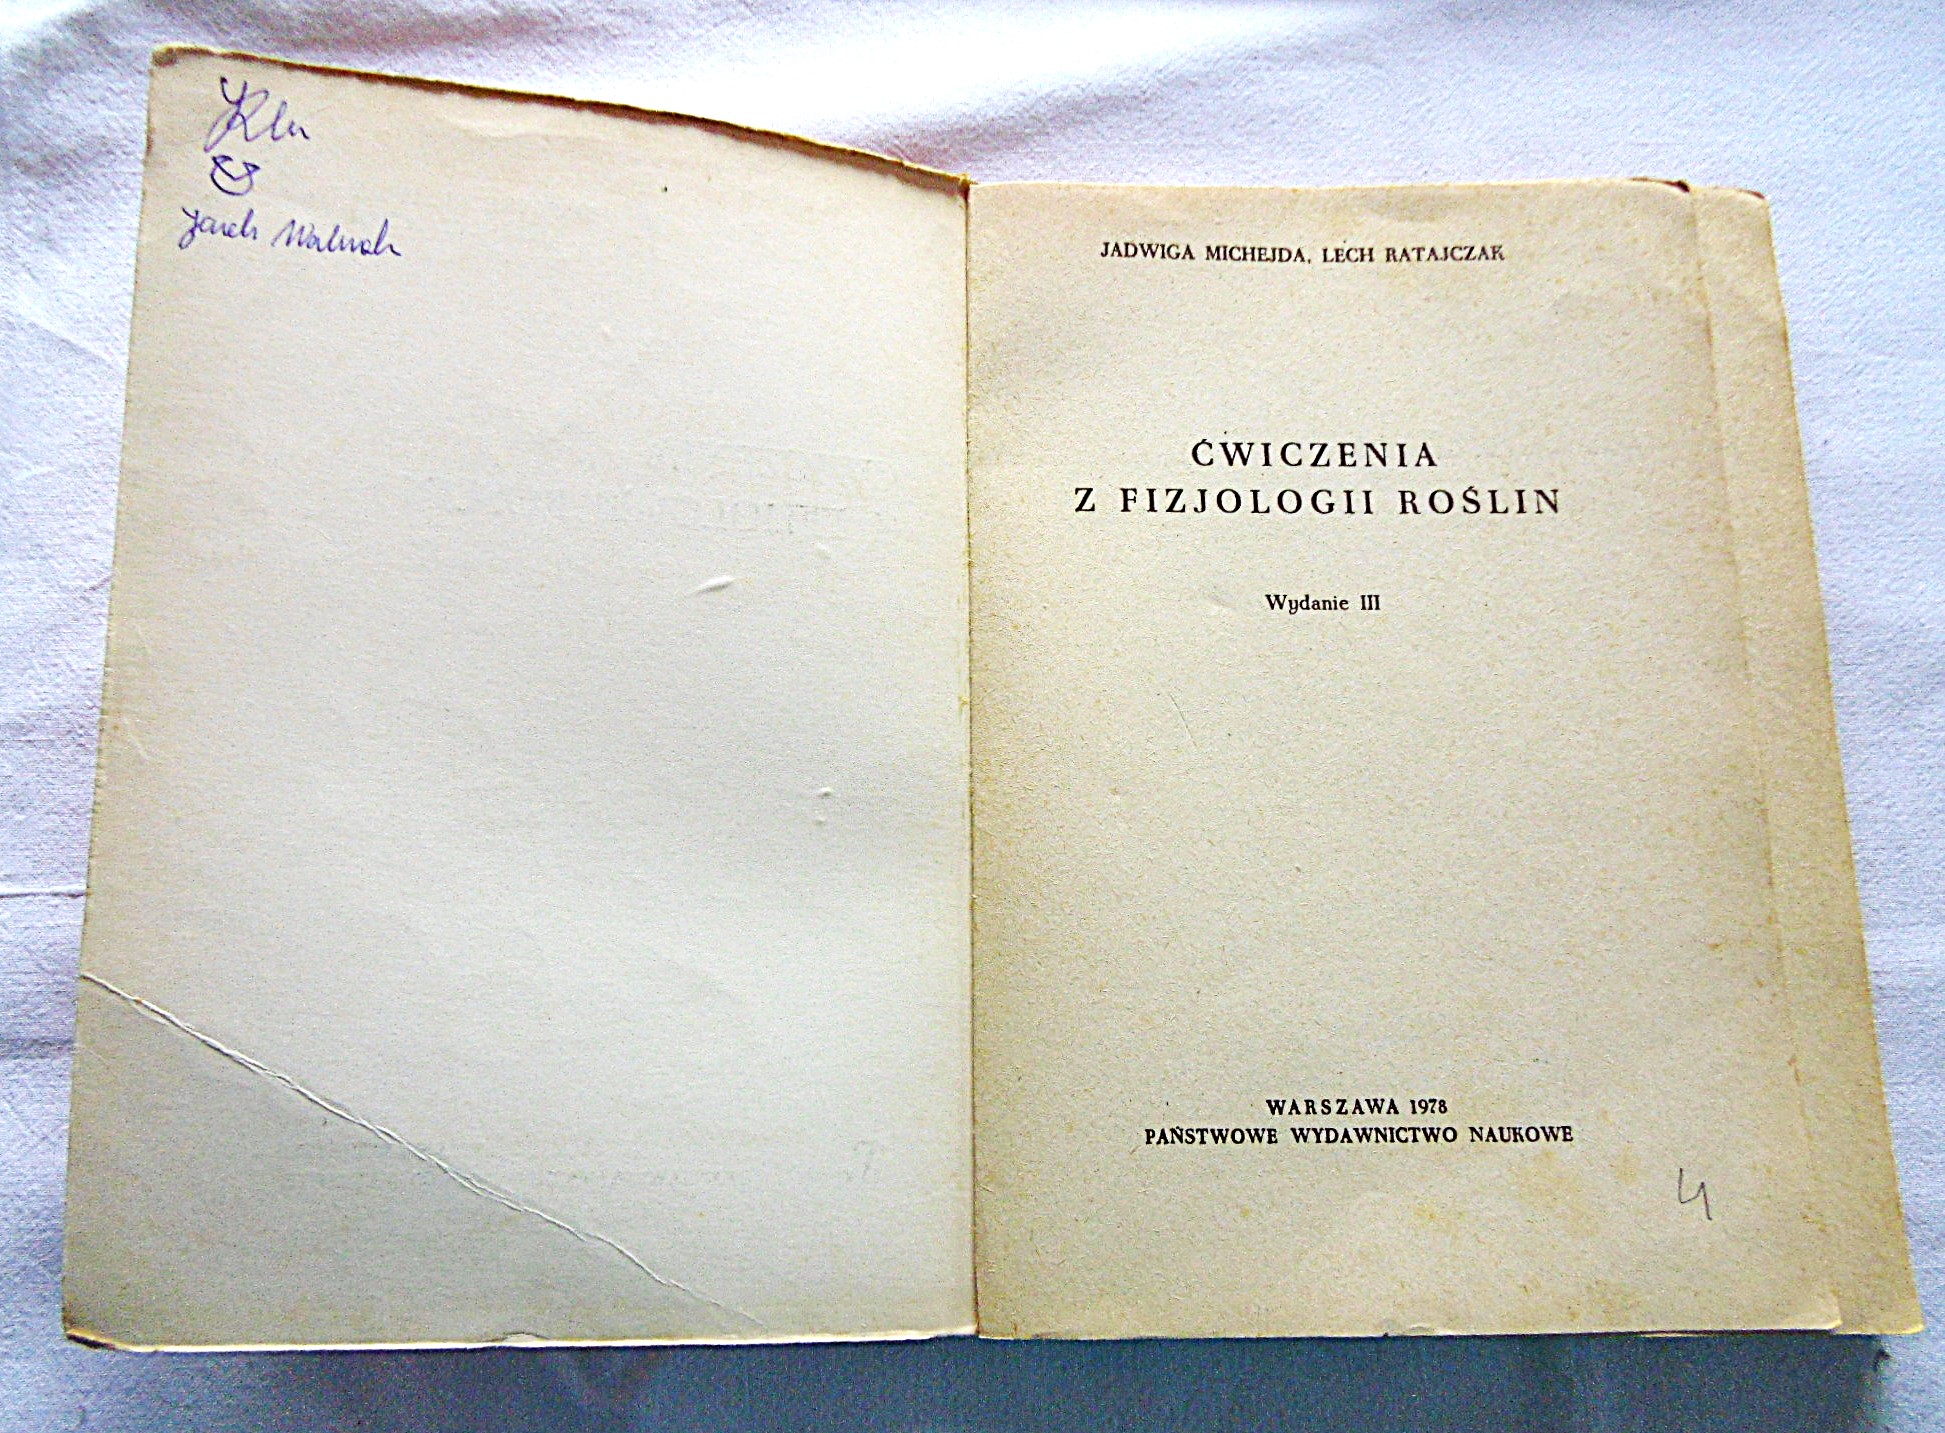 JADWIGA MICHEJDA, LECH RATAJCZAK
ĆWICZENIA
Z FIZJOLOGII ROŚLIN
Wydanie III
WARSZAWA 1978
PAŃSTWOWE WYDAWNICTWO NAUKOWE
4